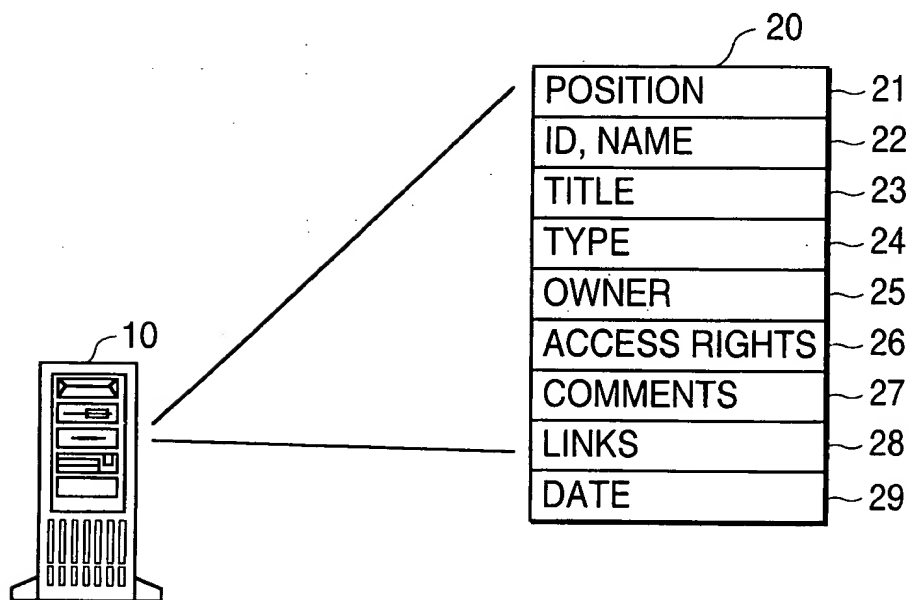 20
POSITION 21
ID, NAME 22
TITLE 23
TYPE 24
OWNER 25
10
ACCESS RIGHTS 26
COMMENTS 27
LINKS 28
DATE 29